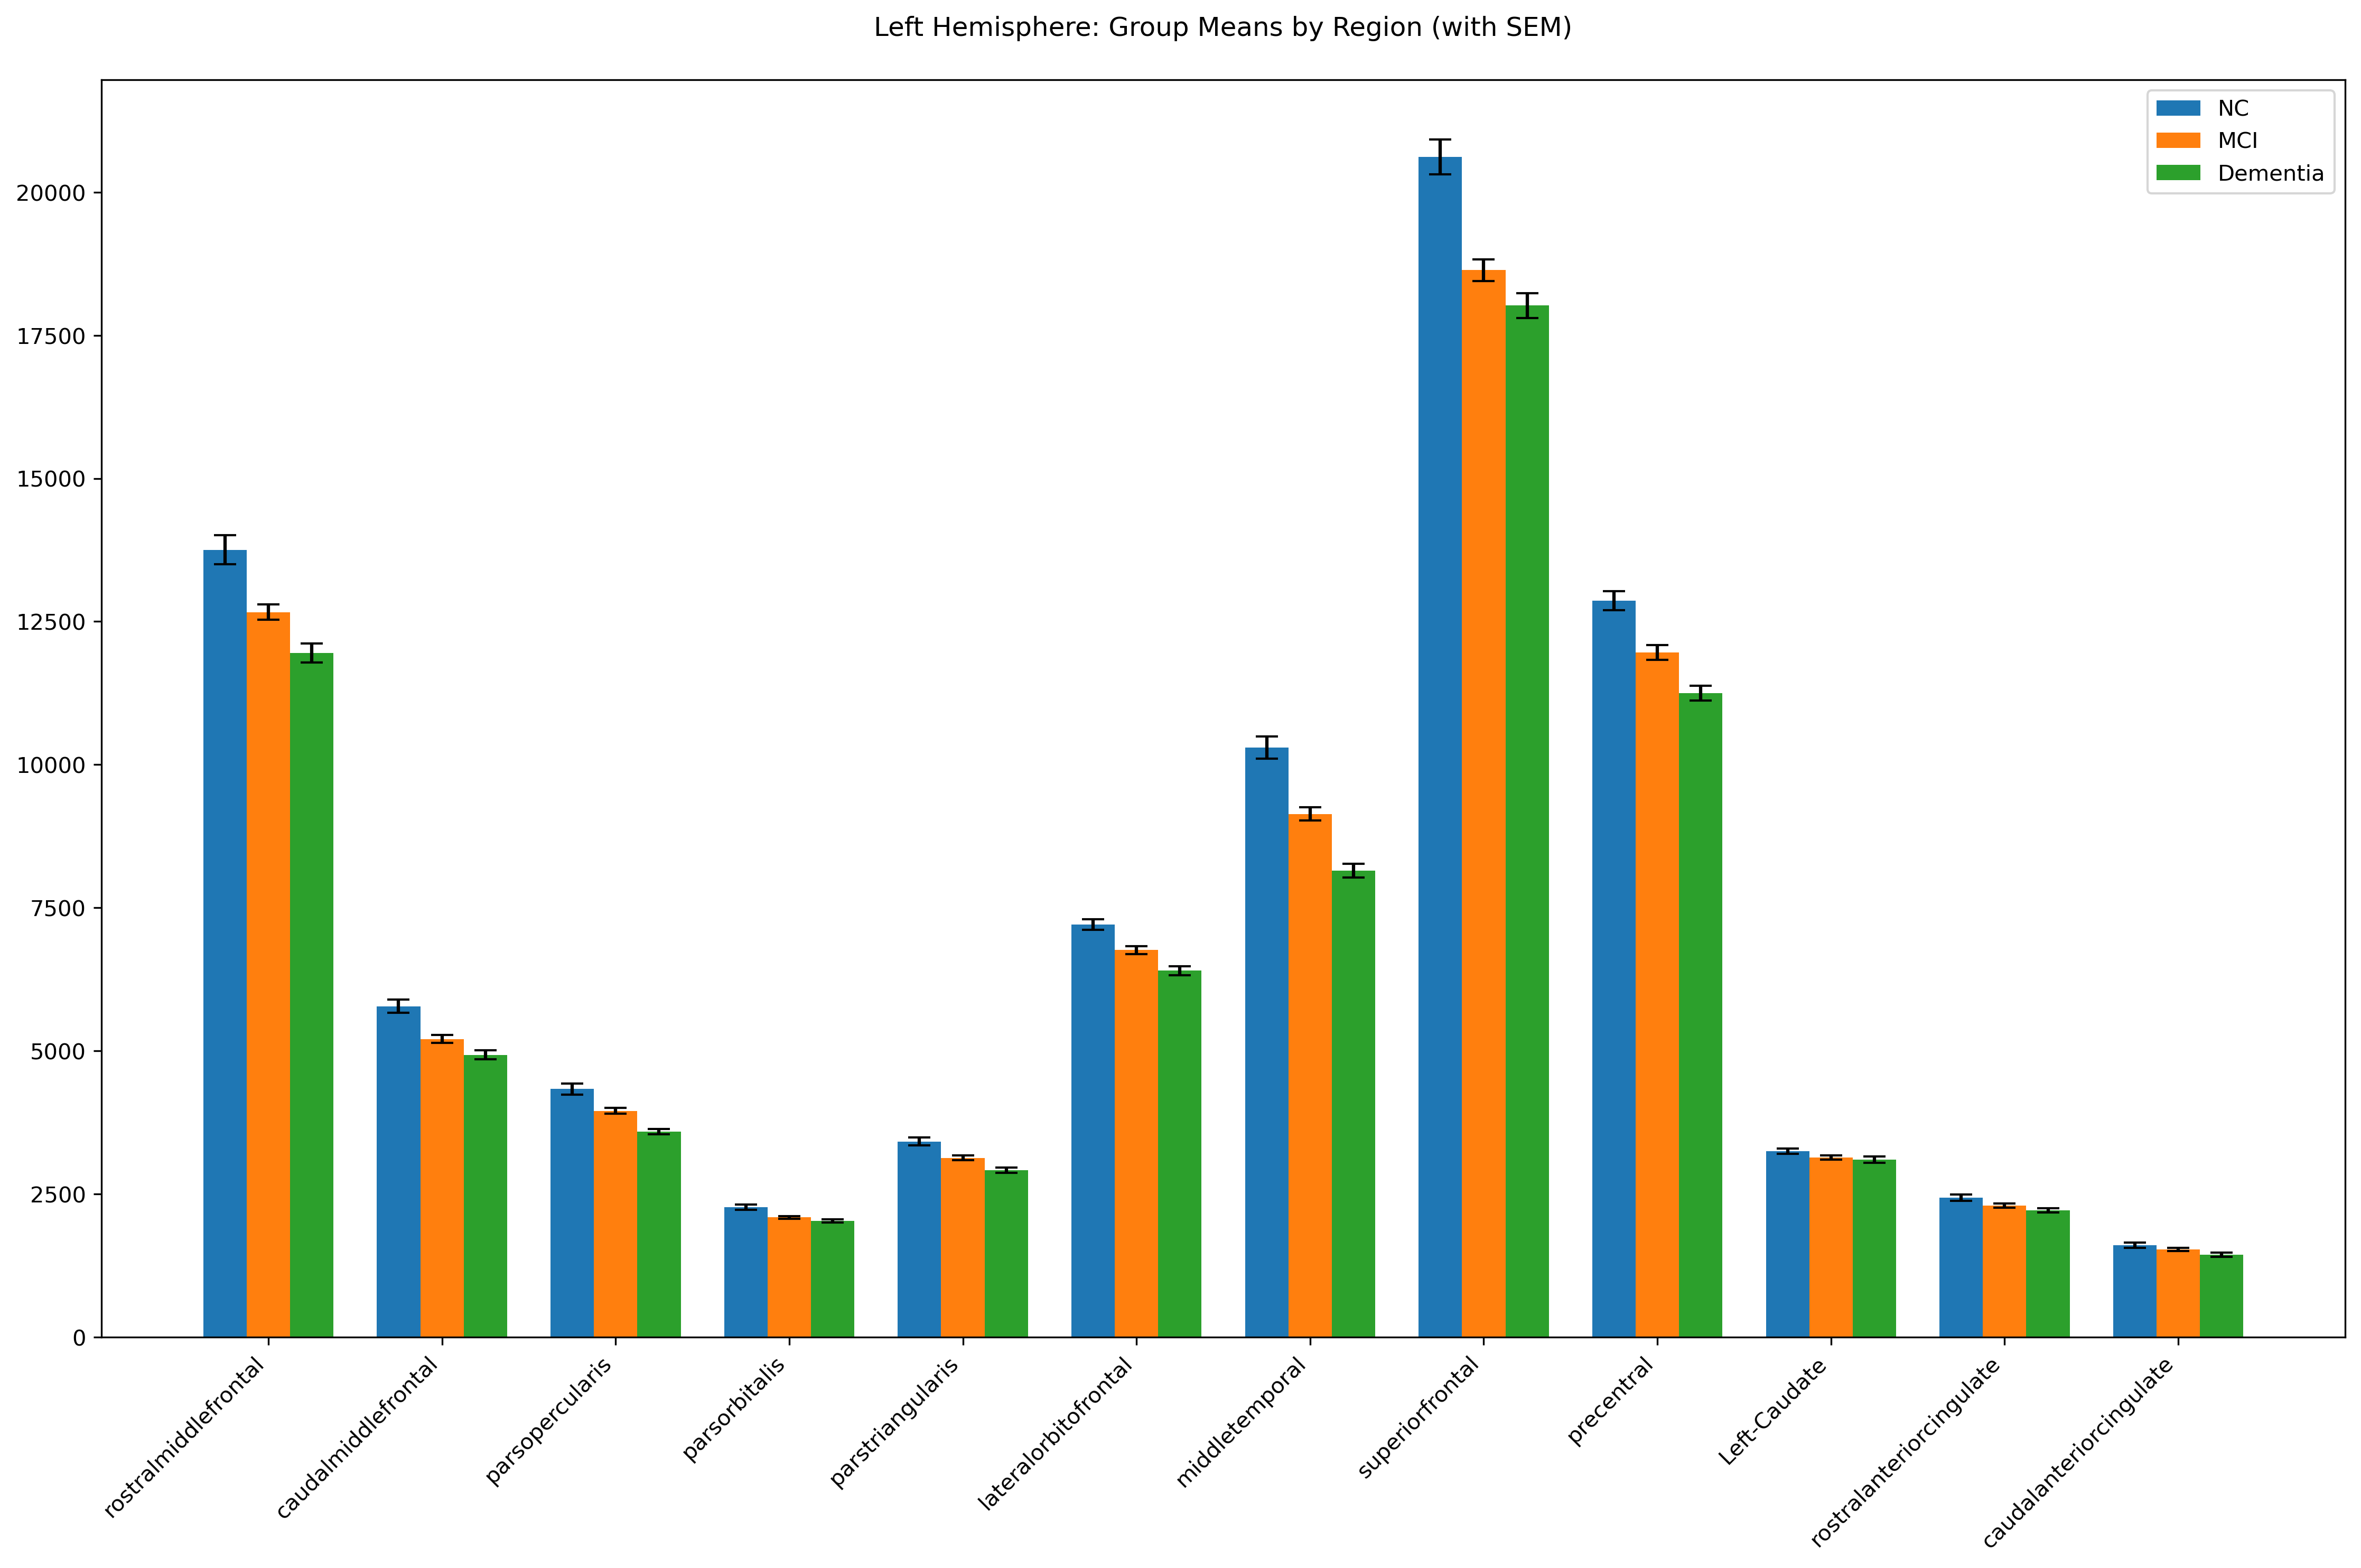 Left Hemisphere: Group Means by Region (with SEM)
NC
MCI
Dementia
20000
17500
15000
12500
10000
7500
5000
2500
0
rostralmiddlefrontal
caudalmiddlefrontal
parsopercularis
parsorbitalis
parstriangularis
lateralorbitofrontal
middletemporal
superiorfrontal
precentral
Left-Caudate
rostralanteriorcingulate
caudalanteriorcingulate